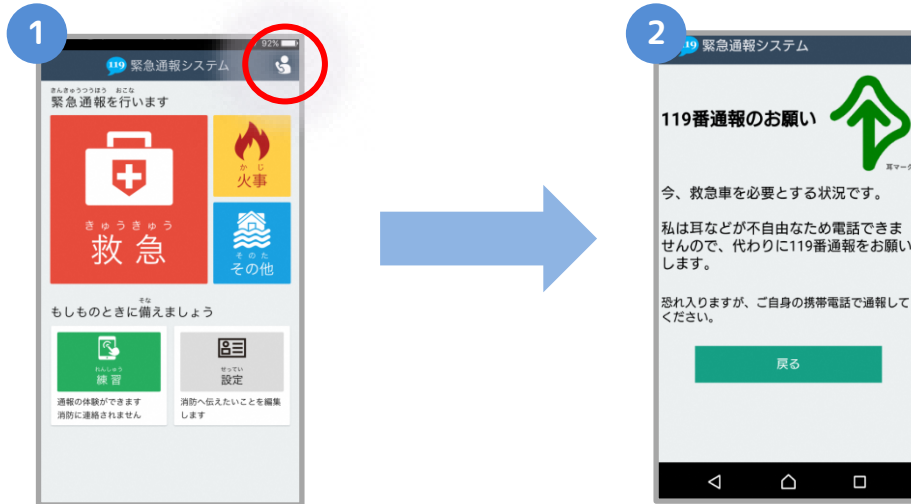 1
92%
119 緊急通報システム
きんきゅうつうほう おこな
緊急通報を行います
きゅうきゅう
救急
かじ
火事
そのた
その他
そな
もしものときに備えましょう
れんしゅう
練習
通報の体験ができます
消防に連絡されません
せってい
設定
消防へ伝えたいことを編集
します
2
119 緊急通報システム
119番通報のお願い
耳マーク
今、救急車を必要とする状況です。
私は耳などが不自由なため電話できま
せんので、代わりに119番通報をお願い
します。
恐れ入りますが、ご自身の携帯電話で通報して
ください。
戻る